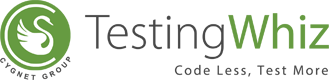 TestingWhiz
Code Less, Test More
CYGNET GROUP